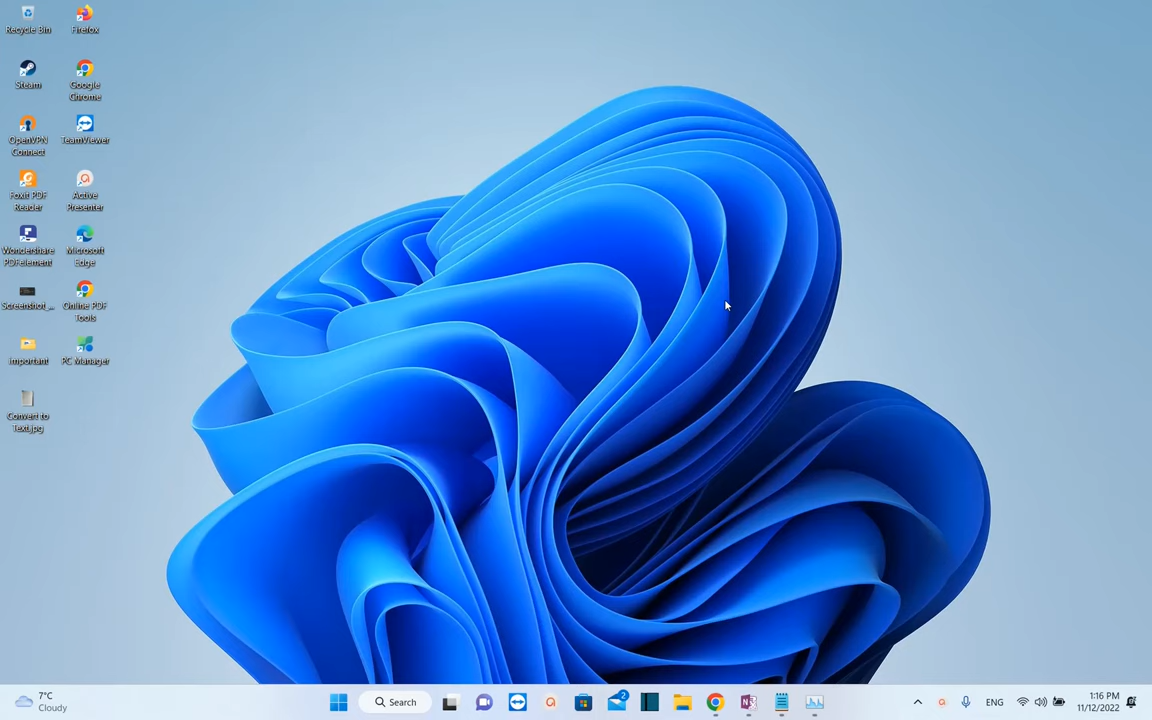 Recycle Bin
Firefox
Steam
Google
Chrome
OpenVPN
Connect
TeamViewer
Foxit PDF
Reader
Active
Presenter
Wondershare
PDFelement
Microsoft
Edge
Screenshot_...
Online PDF
Tools
important
PC Manager
Convert to
Text.jpg
7°C
Cloudy
Search
2
ENG
1:16 PM
11/12/2022